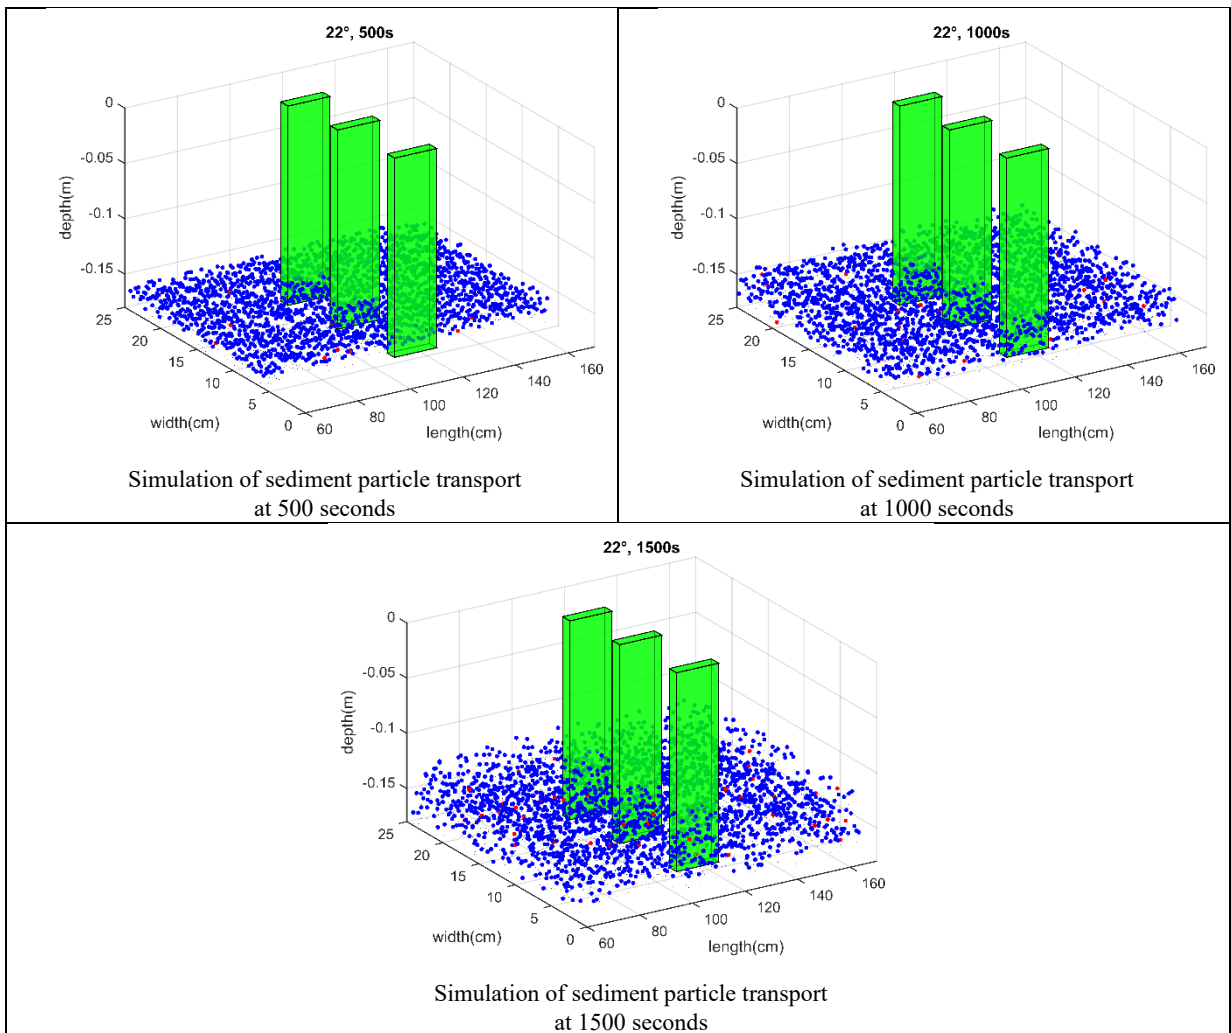 22°, 500s
0
-0.05
-0.1
-0.15
depth(m)
25
20
15
10
5
0
width(cm)
60
80
100
120
140
160
length(cm)
Simulation of sediment particle transport
at 500 seconds
22°, 1000s
0
-0.05
-0.1
-0.15
depth(m)
25
20
15
10
5
0
width(cm)
60
80
100
120
140
160
length(cm)
Simulation of sediment particle transport
at 1000 seconds
22°, 1500s
0
-0.05
-0.1
-0.15
depth(m)
25
20
15
10
5
0
width(cm)
60
80
100
120
140
160
length(cm)
Simulation of sediment particle transport
at 1500 seconds